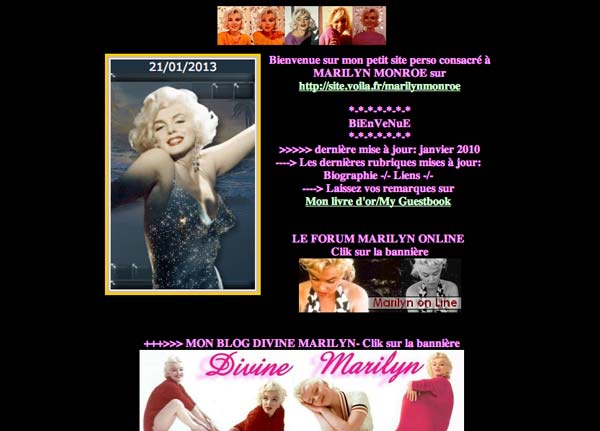 21/01/2013
Bienvenue sur mon petit site perso consacré à
MARILYN MONROE sur
http://site.voila.fr/marilynmonroe
*-*-*-*-*-*-*
BiEnVeNuE
*-*-*-*-*-*-*
>>>>> dernière mise à jour: janvier 2010
----> Les dernières rubriques mises à jour:
Biographie -/- Liens -/-
----> Laissez vos remarques sur
Mon livre d'or/My Guestbook
LE FORUM MARILYN ONLINE
Clik sur la bannière
Marilyn on Line
+++>>> MON BLOG DIVINE MARILYN- Clik sur la bannière
Divine Marilyn